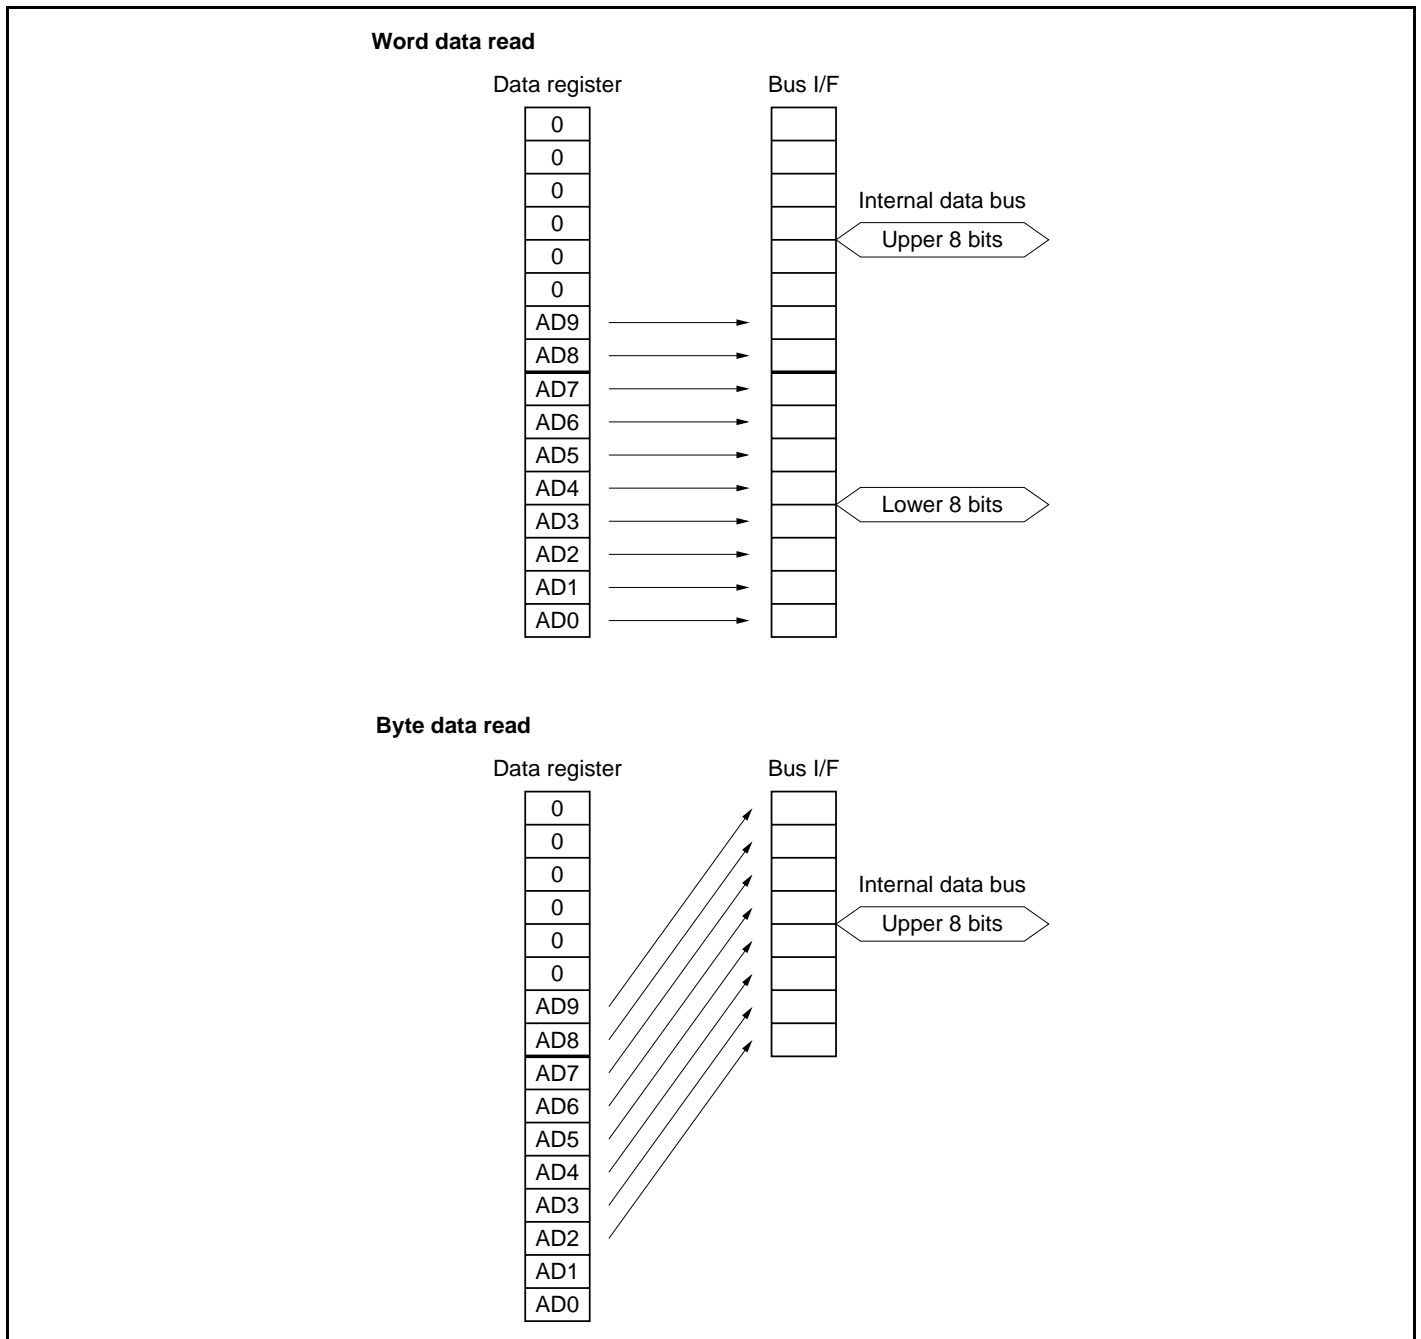 Word data read
Data register Bus I/F
0
0
0
0
0
0
AD9
AD8
AD7
AD6
AD5
AD4
AD3
AD2
AD1
AD0
Internal data bus
Upper 8 bits
Lower 8 bits
Byte data read
Data register Bus I/F
0
0
0
0
0
0
AD9
AD8
AD7
AD6
AD5
AD4
AD3
AD2
AD1
AD0
Internal data bus
Upper 8 bits